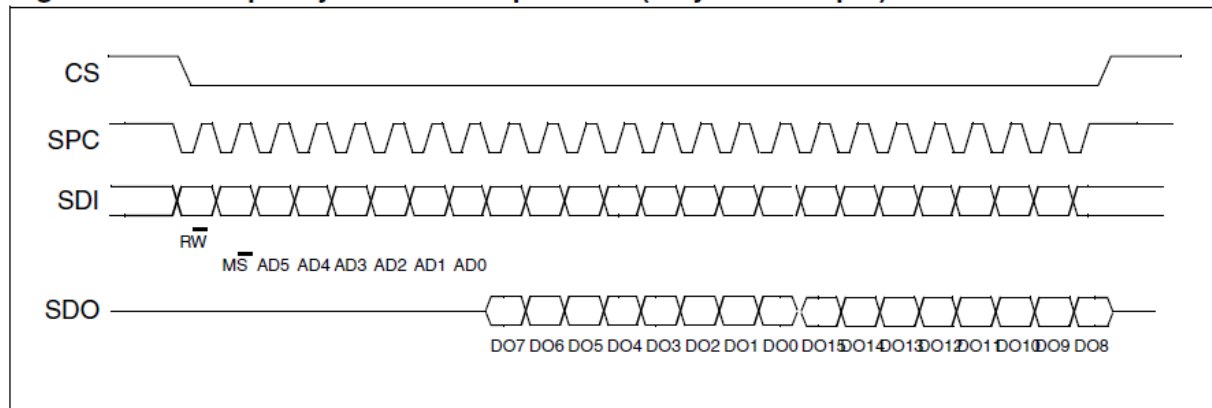 CS
SPC
SDI
RW
MS AD5 AD4 AD3 AD2 AD1 AD0
SDO
DO7 DO6 DO5 DO4 DO3 DO2 DO1 DO0 DO15 DO14 DO13 DO12 DO11 DO10 DO9 DO8